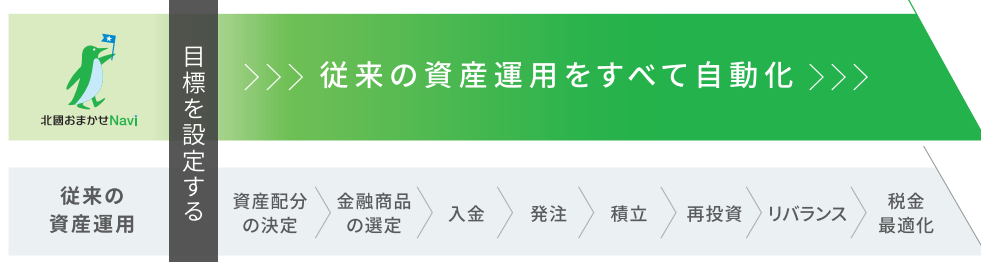 北國おまかせNavi
目標を設定する
従来の資産運用をすべて自動化
従来の
資産運用
資産配分
の決定
金融商品
の選定
入金
発注
積立
再投資
リバランス
税金
最適化